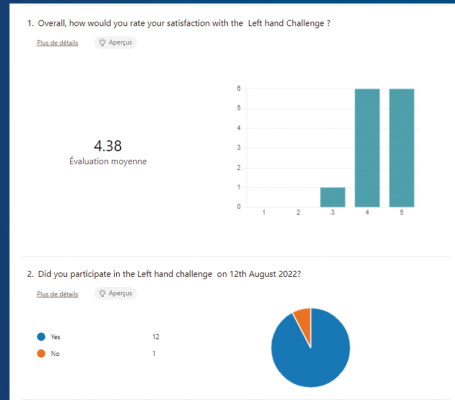 1. Overall, how would you rate your satisfaction with the Left hand Challenge ?
Plus de détails
Aperçus
4.38
Évaluation moyenne
6
5
4
3
2
1
0
1 2 3 4 5
2. Did you participate in the Left hand challenge on 12th August 2022?
Plus de détails
Aperçus
Yes 12
No 1